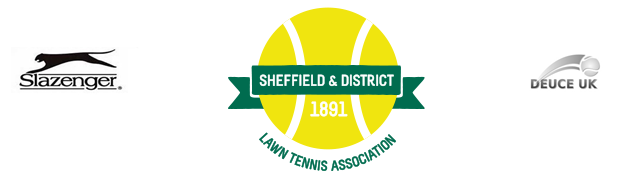 Slazenger®
SHEFFIELD & DISTRICT
1891
LAWN TENNIS ASSOCIATION
DEUCE UK